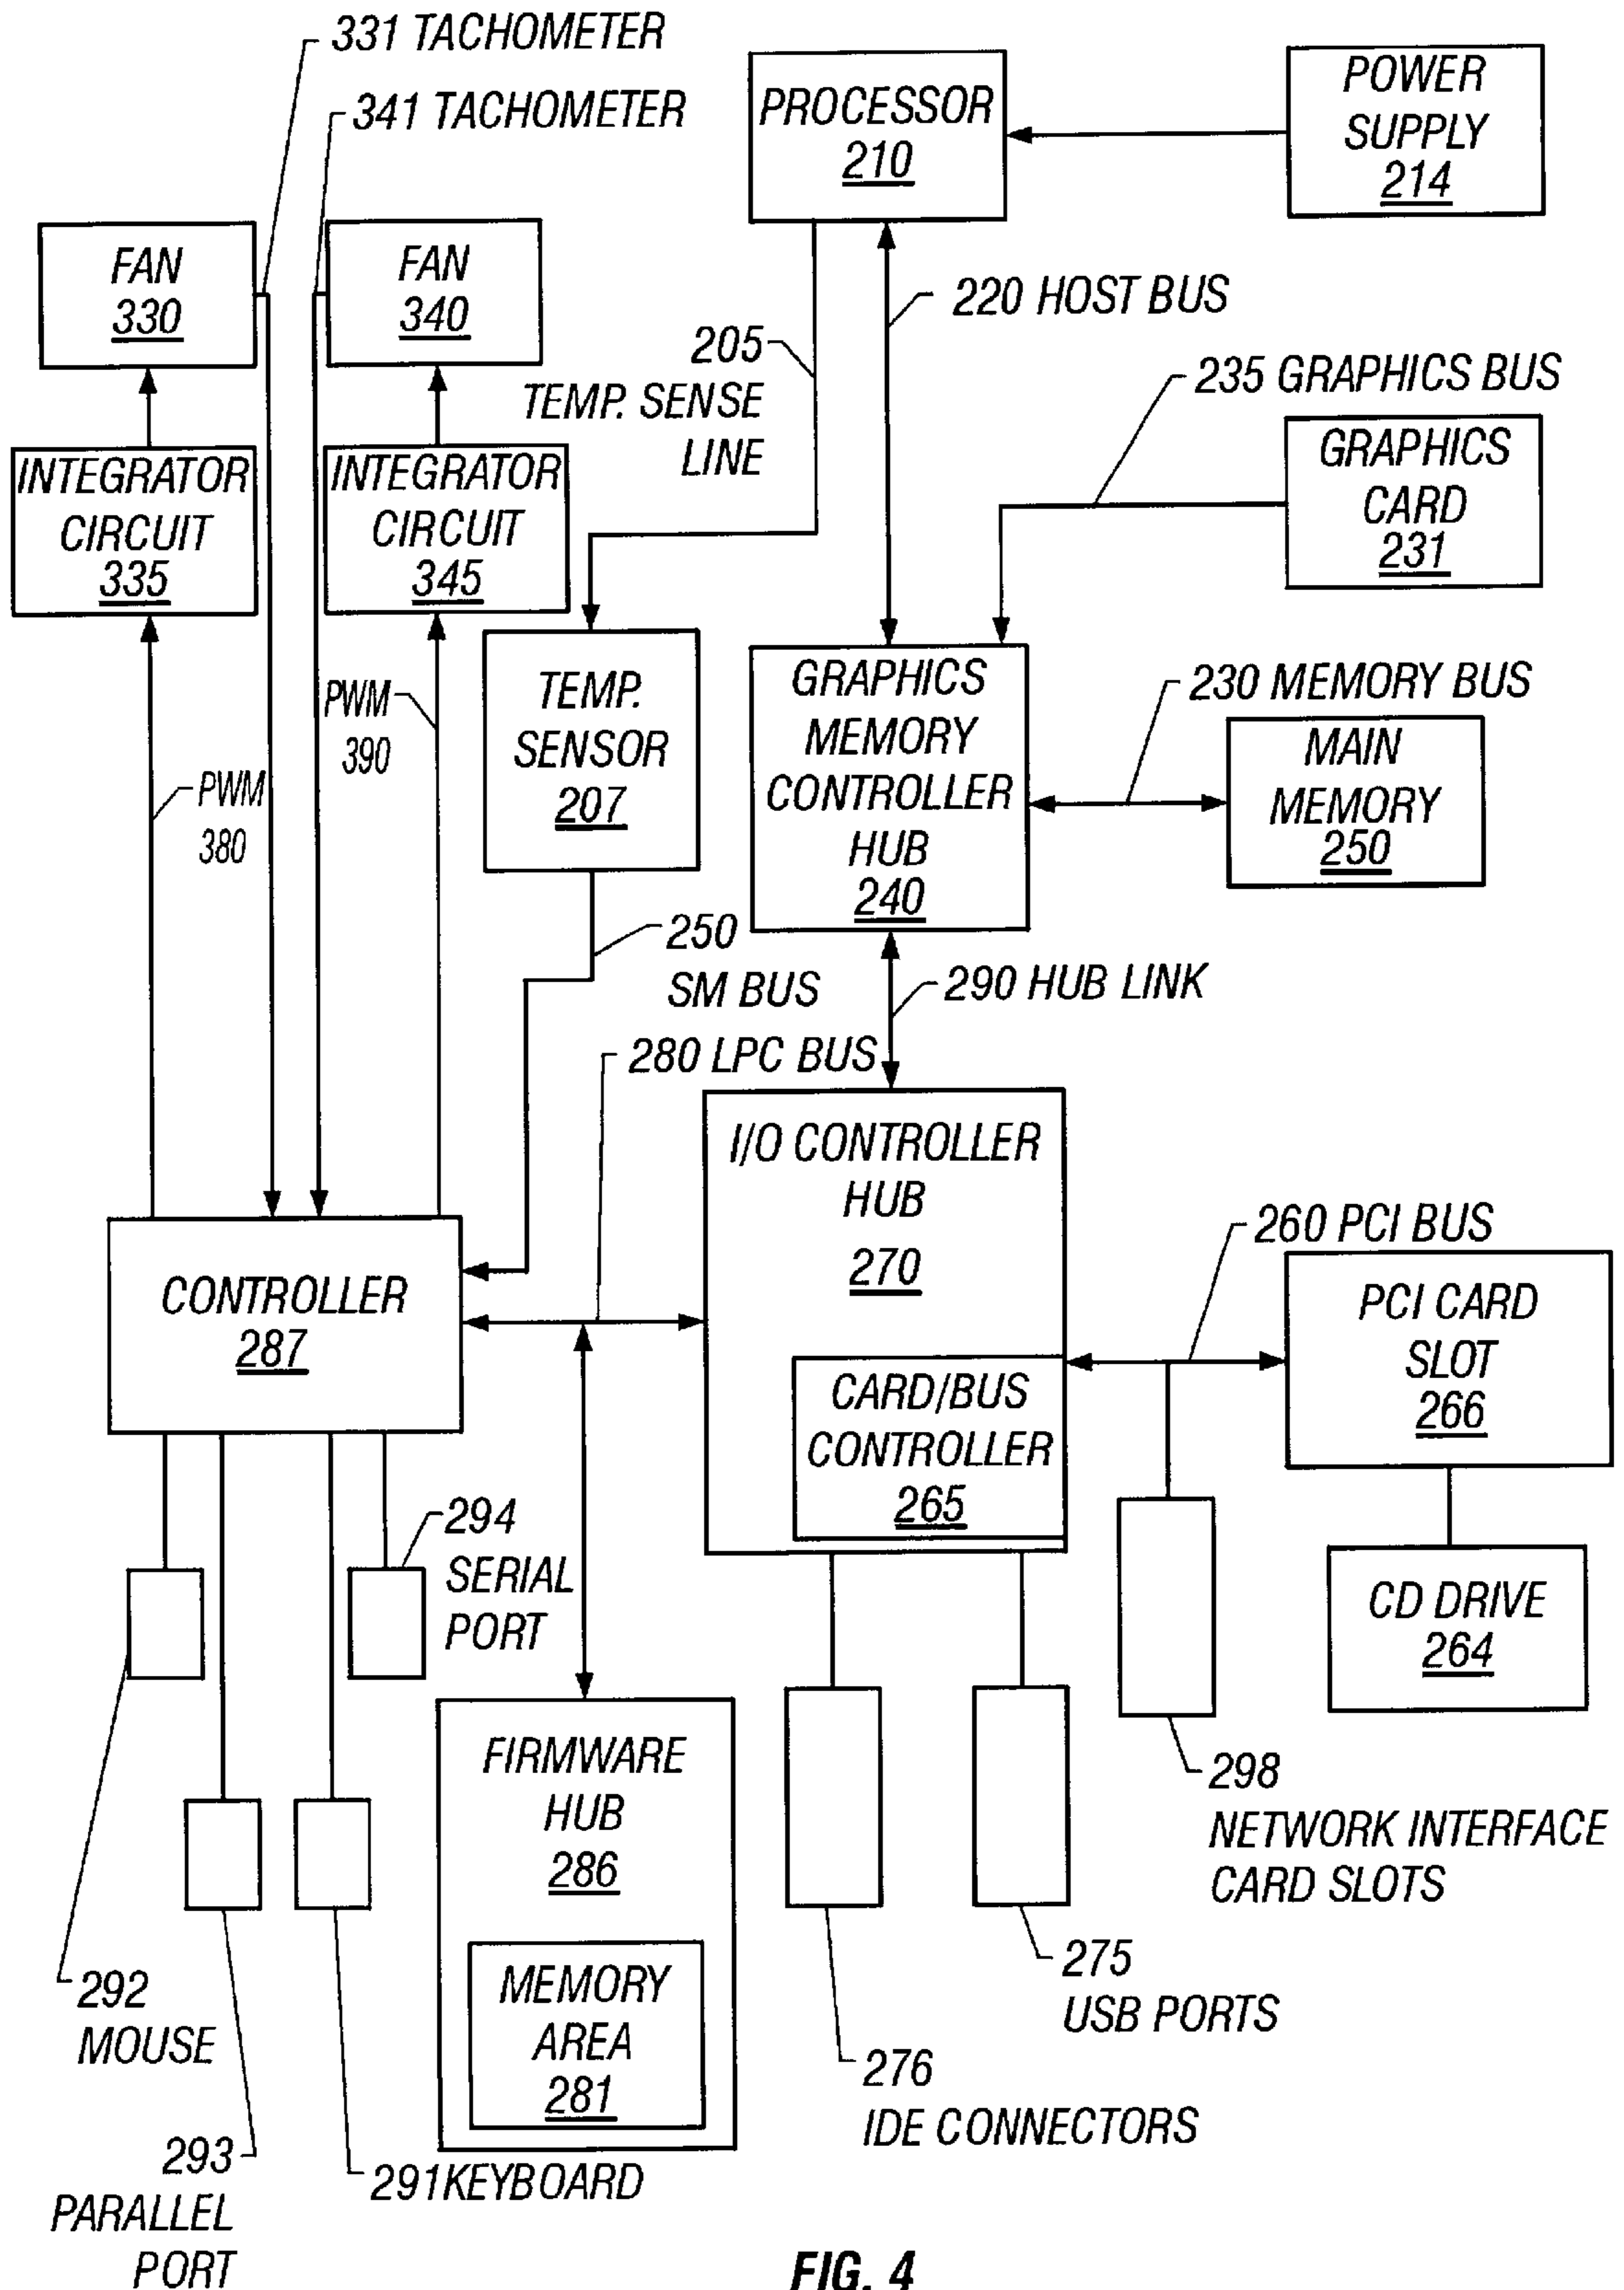 331 TACHOMETER
341 TACHOMETER
PROCESSOR
210
POWER
SUPPLY
214
FAN
330
FAN
340
220 HOST BUS
205
TEMP. SENSE
LINE
235 GRAPHICS BUS
GRAPHICS
CARD
231
INTEGRATOR
CIRCUIT
335
INTEGRATOR
CIRCUIT
345
TEMP.
SENSOR
207
GRAPHICS
MEMORY
CONTROLLER
HUB
240
230 MEMORY BUS
MAIN
MEMORY
250
PWM
390
PWM
380
250
SM BUS
290 HUB LINK
280 LPC BUS
I/O CONTROLLER
HUB
270
260 PCI BUS
CONTROLLER
287
PCI CARD
SLOT
266
CARD/BUS
CONTROLLER
265
294
SERIAL
PORT
CD DRIVE
264
FIRMWARE
HUB
286
298
NETWORK INTERFACE
CARD SLOTS
MEMORY
AREA
281
275
USB PORTS
292
MOUSE
276
IDE CONNECTORS
293
PARALLEL
PORT
291KEYBOARD
FIG. 4